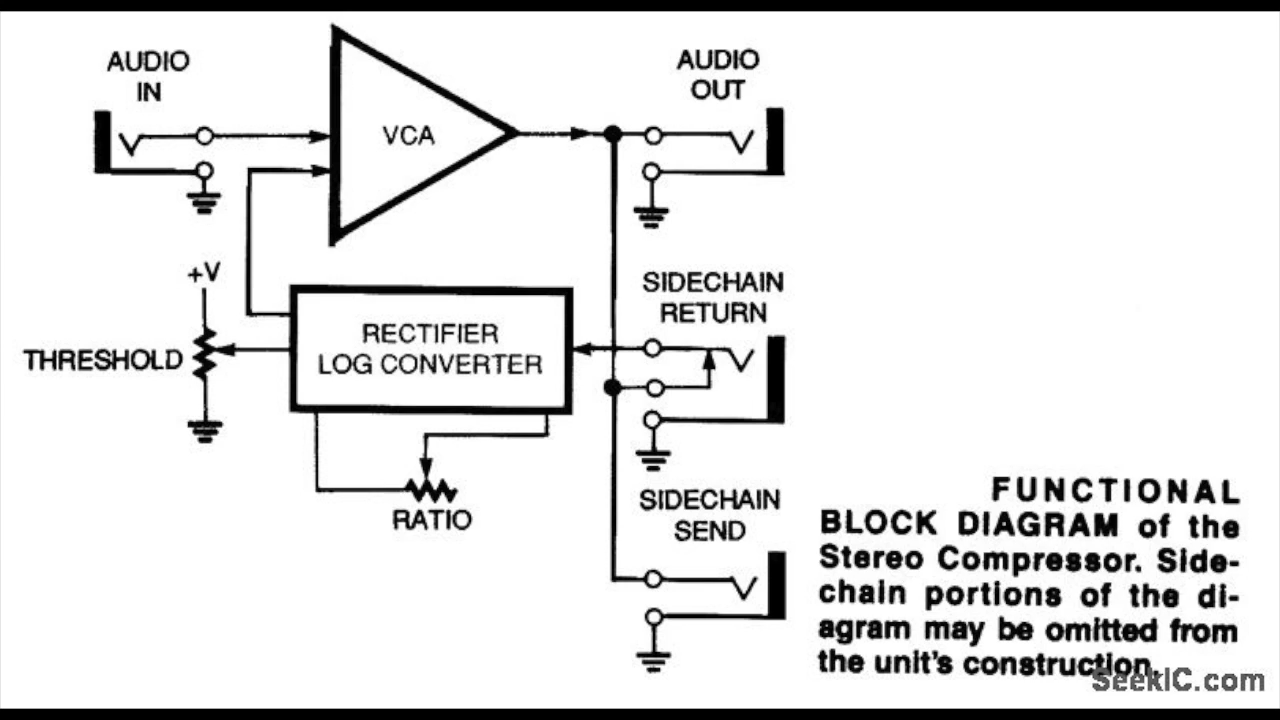 AUDIO
IN
VCA
AUDIO
OUT
+V
THRESHOLD
RECTIFIER
LOG CONVERTER
RATIO
SIDECHAIN
RETURN
SIDECHAIN
SEND
FUNCTIONAL
BLOCK DIAGRAM of the
Stereo Compressor. Side-
chain portions of the di-
agram may be omitted from
the unit's construction.
SeekIC.com